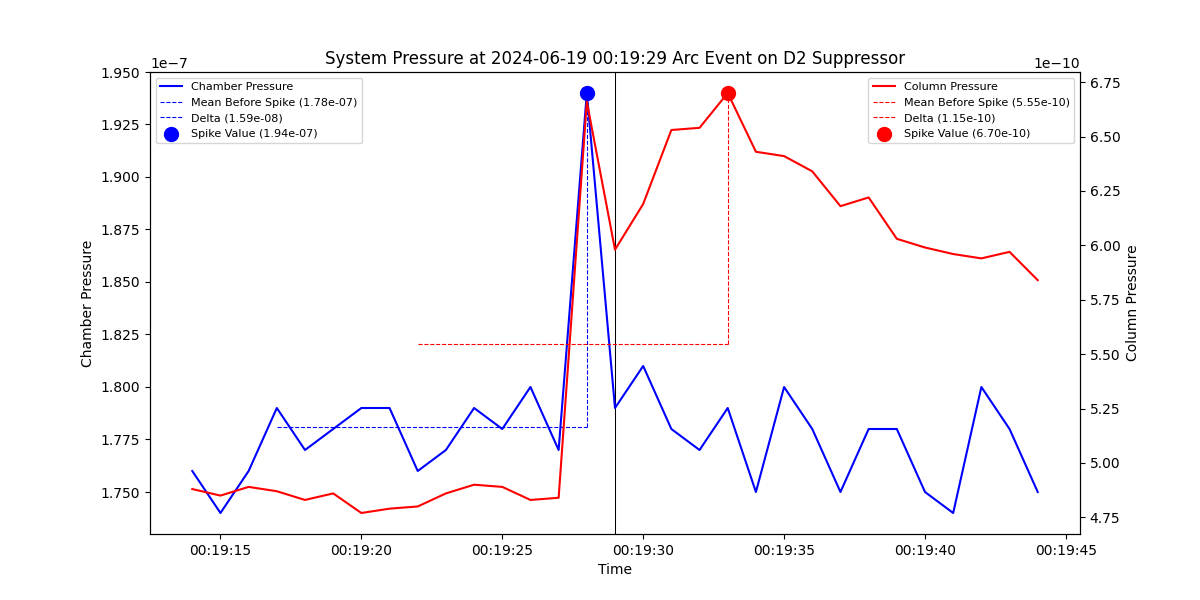 System Pressure at 2024-06-19 00:19:29 Arc Event on D2 Suppressor
1e−7
1e−10
Chamber Pressure
Mean Before Spike (1.78e-07)
Delta (1.59e-08)
Spike Value (1.94e-07)
Column Pressure
Mean Before Spike (5.55e-10)
Delta (1.15e-10)
Spike Value (6.70e-10)
1.950
1.925
1.900
1.875
1.850
1.825
1.800
1.775
1.750
Chamber Pressure
6.75
6.50
6.25
6.00
5.75
5.50
5.25
5.00
4.75
Column Pressure
00:19:15
00:19:20
00:19:25
00:19:30
00:19:35
00:19:40
00:19:45
Time